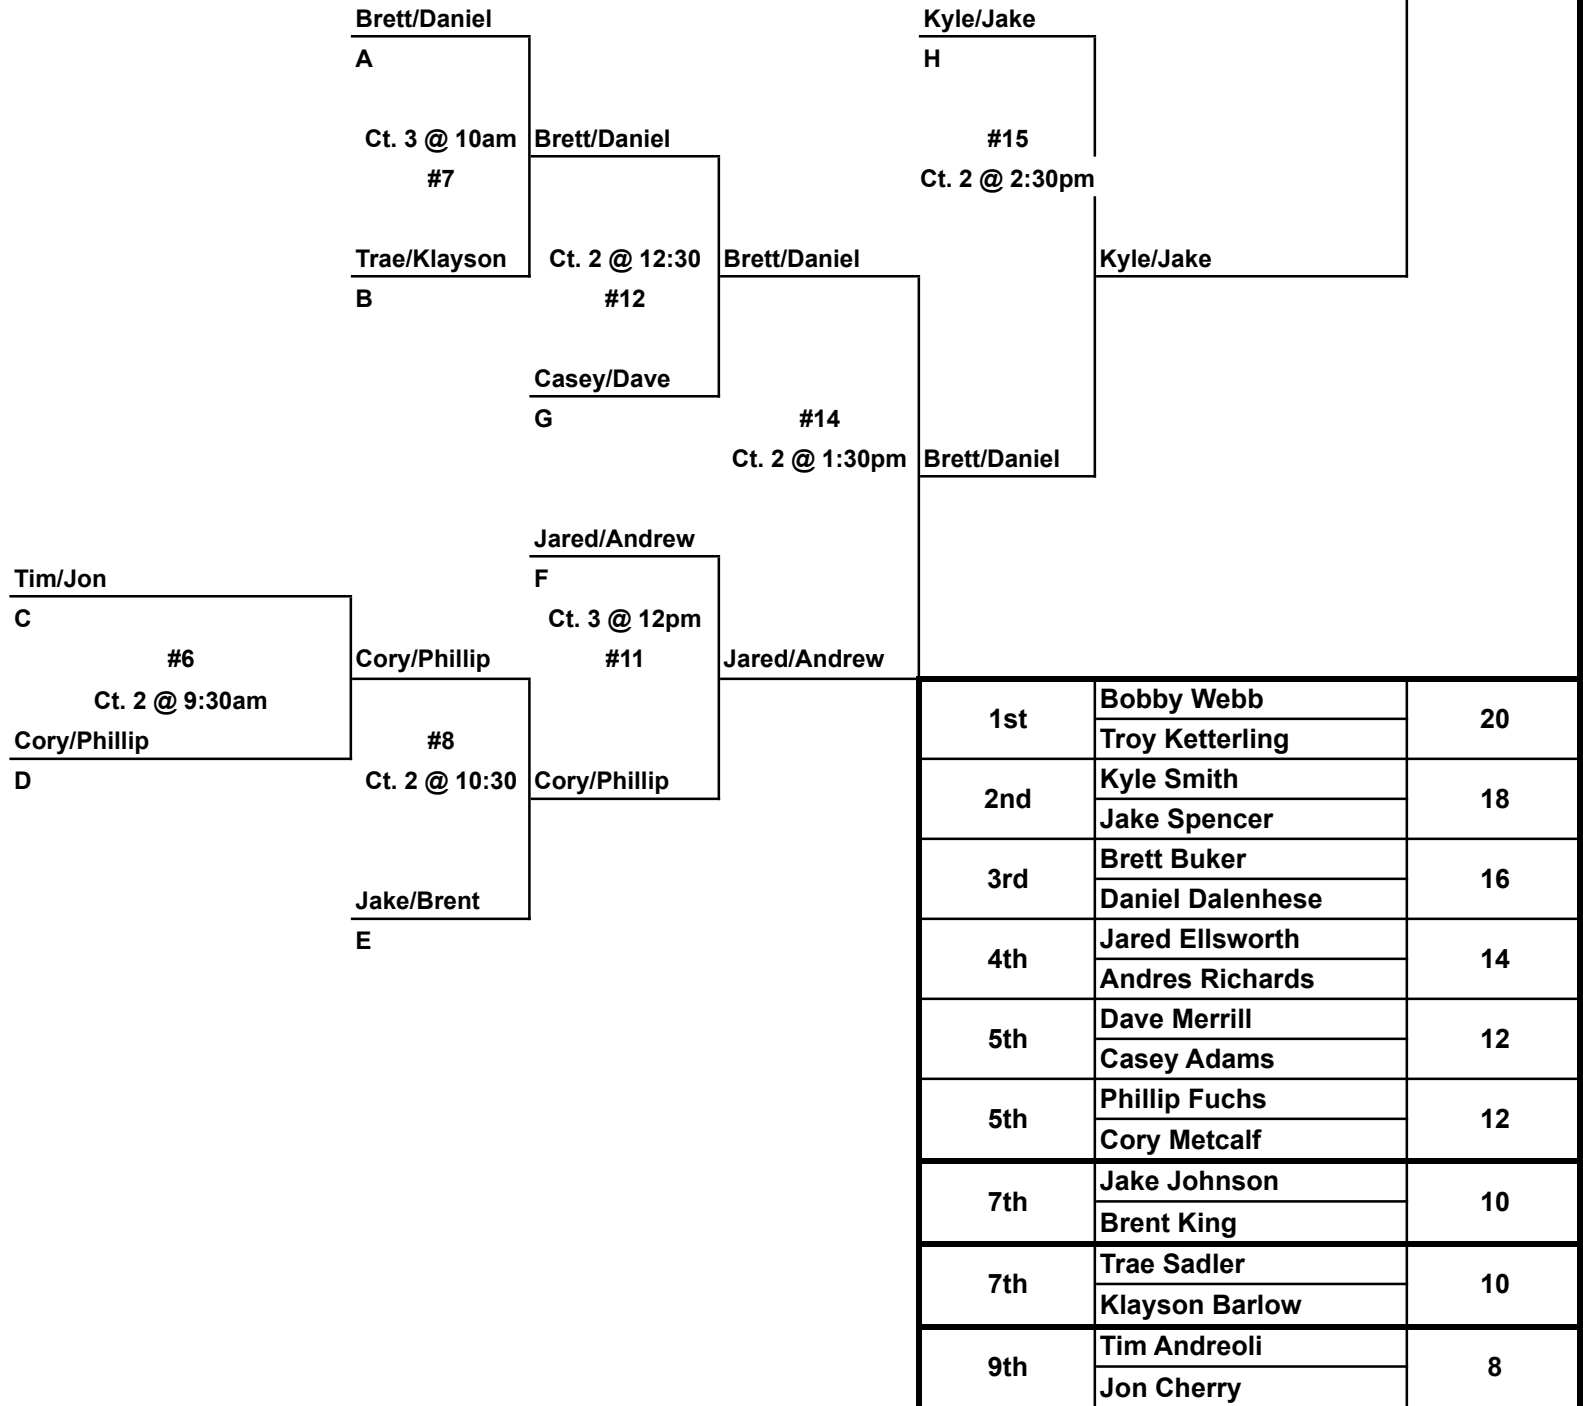 Brett/Daniel
Kyle/Jake
A
H
Ct. 3 @ 10am
Brett/Daniel
#15
#7
Ct. 2 @ 2:30pm
Trae/Klayson
Ct. 2 @ 12:30
Brett/Daniel
Kyle/Jake
B
#12
Casey/Dave
G
#14
Ct. 2 @ 1:30pm
Brett/Daniel
Jared/Andrew
Tim/Jon
F
C
Ct. 3 @ 12pm
#6
Cory/Phillip
#11
Jared/Andrew
Ct. 2 @ 9:30am
Cory/Phillip
#8
D
Ct. 2 @ 10:30
Cory/Phillip
Jake/Brent
E
1st
Bobby Webb
Troy Ketterling
20
2nd
Kyle Smith
Jake Spencer
18
3rd
Brett Buker
Daniel Dalenhese
16
4th
Jared Ellsworth
Andres Richards
14
5th
Dave Merrill
Casey Adams
12
5th
Phillip Fuchs
Cory Metcalf
12
7th
Jake Johnson
Brent King
10
7th
Trae Sadler
Klayson Barlow
10
9th
Tim Andreoli
Jon Cherry
8